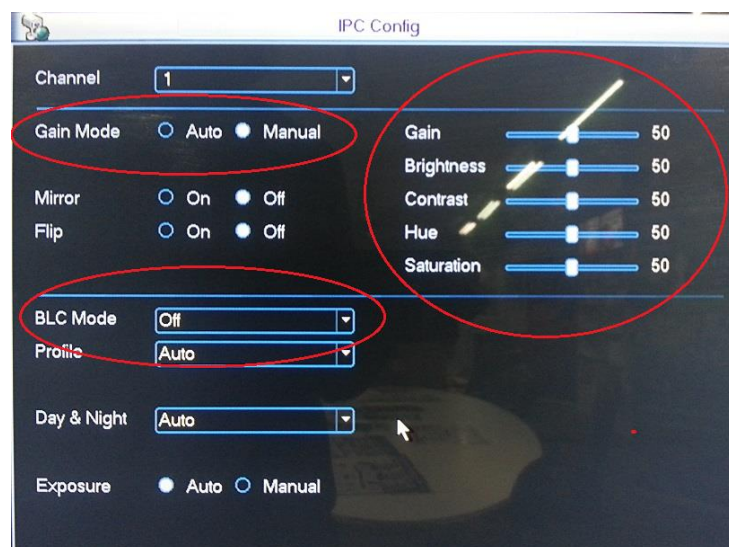 IPC Config
Channel 1
Gain Mode Auto Manual Gain 50
Brightness 50
Mirror On Off Contrast 50
Flip On Off Hue 50
Saturation 50
BLC Mode Off
Profile Auto
Day & Night Auto
Exposure Auto Manual